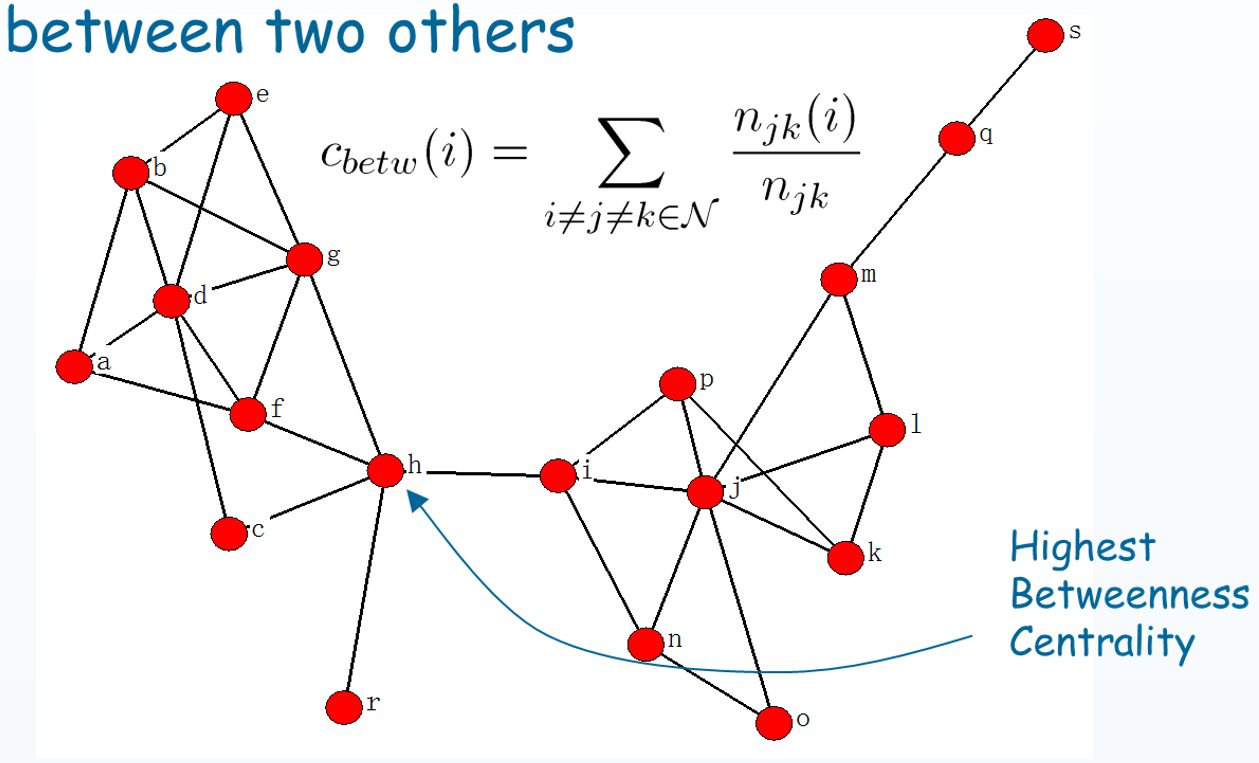 between two others
s
e
q
b
c_{betw}(i) = \sum_{i \neq j \neq k \in \mathcal{N}} \frac{n_{jk}(i)}{n_{jk}}
g
m
d
a
p
f
l
h
i
j
c
k
Highest
Betweenness
Centrality
n
r
o